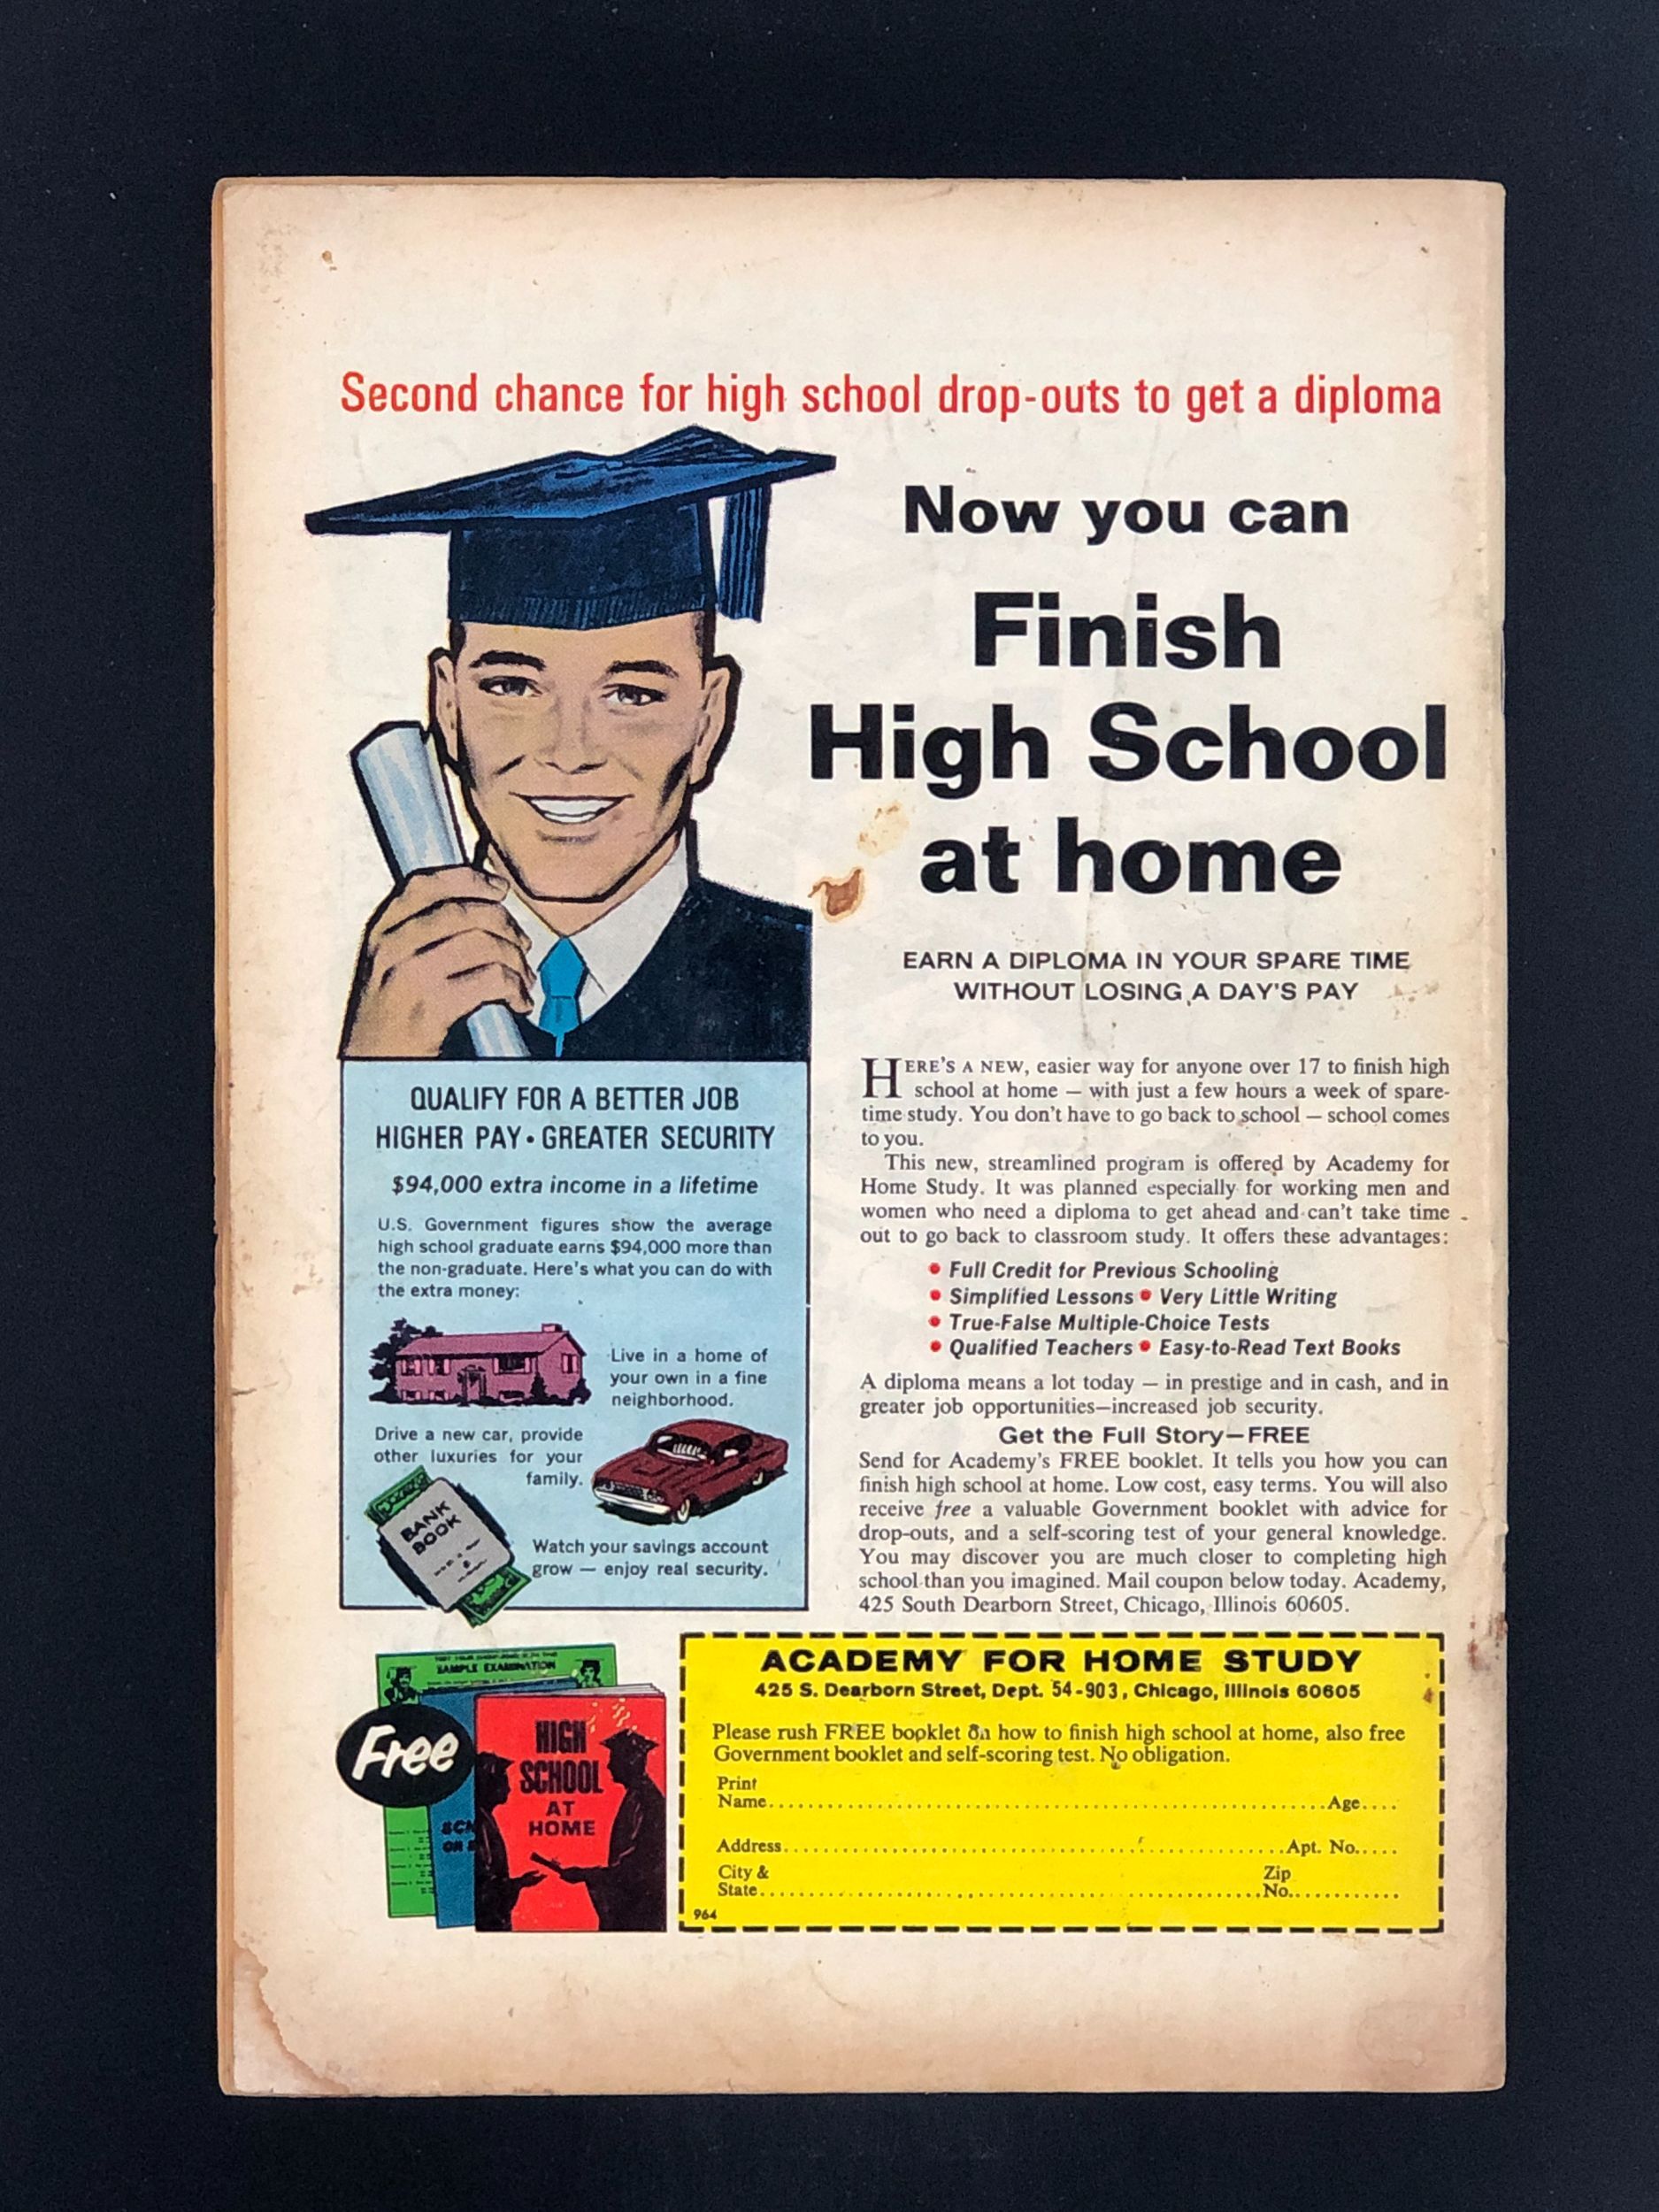 Second chance for high school drop-outs to get a diploma
Now you can
Finish
High School
at home
EARN A DIPLOMA IN YOUR SPARE TIME
WITHOUT LOSING A DAY'S PAY
HERE'S A NEW, easier way for anyone over 17 to finish high
school at home — with just a few hours a week of spare-
time study. You don't have to go back to school — school comes
to you.
This new, streamlined program is offered by Academy for
Home Study. It was planned especially for working men and
women who need a diploma to get ahead and can't take time
out to go back to classroom study. It offers these advantages:
• Full Credit for Previous Schooling
• Simplified Lessons • Very Little Writing
• True-False Multiple-Choice Tests
• Qualified Teachers • Easy-to-Read Text Books
A diploma means a lot today — in prestige and in cash, and in
greater job opportunities—increased job security.
Get the Full Story—FREE
Send for Academy's FREE booklet. It tells you how you can
finish high school at home. Low cost, easy terms. You will also
receive free a valuable Government booklet with advice for
drop-outs, and a self-scoring test of your general knowledge.
You may discover you are much closer to completing high
school than you imagined. Mail coupon below today. Academy,
425 South Dearborn Street, Chicago, Illinois 60605.
QUALIFY FOR A BETTER JOB
HIGHER PAY • GREATER SECURITY
$94,000 extra income in a lifetime
U.S. Government figures show the average
high school graduate earns $94,000 more than
the non-graduate. Here's what you can do with
the extra money:
Live in a home of
your own in a fine
neighborhood.
Drive a new car, provide
other luxuries for your
family.
BANK
BOOK
Watch your savings account
grow — enjoy real security.
SAMPLE EXAMINATION
Free
HIGH
SCHOOL
AT
HOME
ACADEMY FOR HOME STUDY
425 S. Dearborn Street, Dept. 54-903, Chicago, Illinois 60605
Please rush FREE booklet on how to finish high school at home, also free
Government booklet and self-scoring test. No obligation.
Print
Name Age
Address Apt. No.
City & Zip
State No.
964